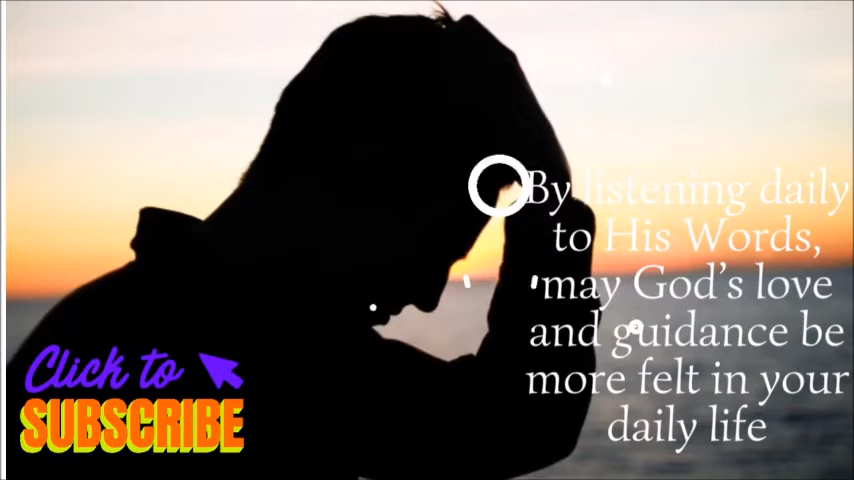 By listening daily
to His Words,
may God's love
and guidance be
more felt in your
daily life
Click to
SUBSCRIBE